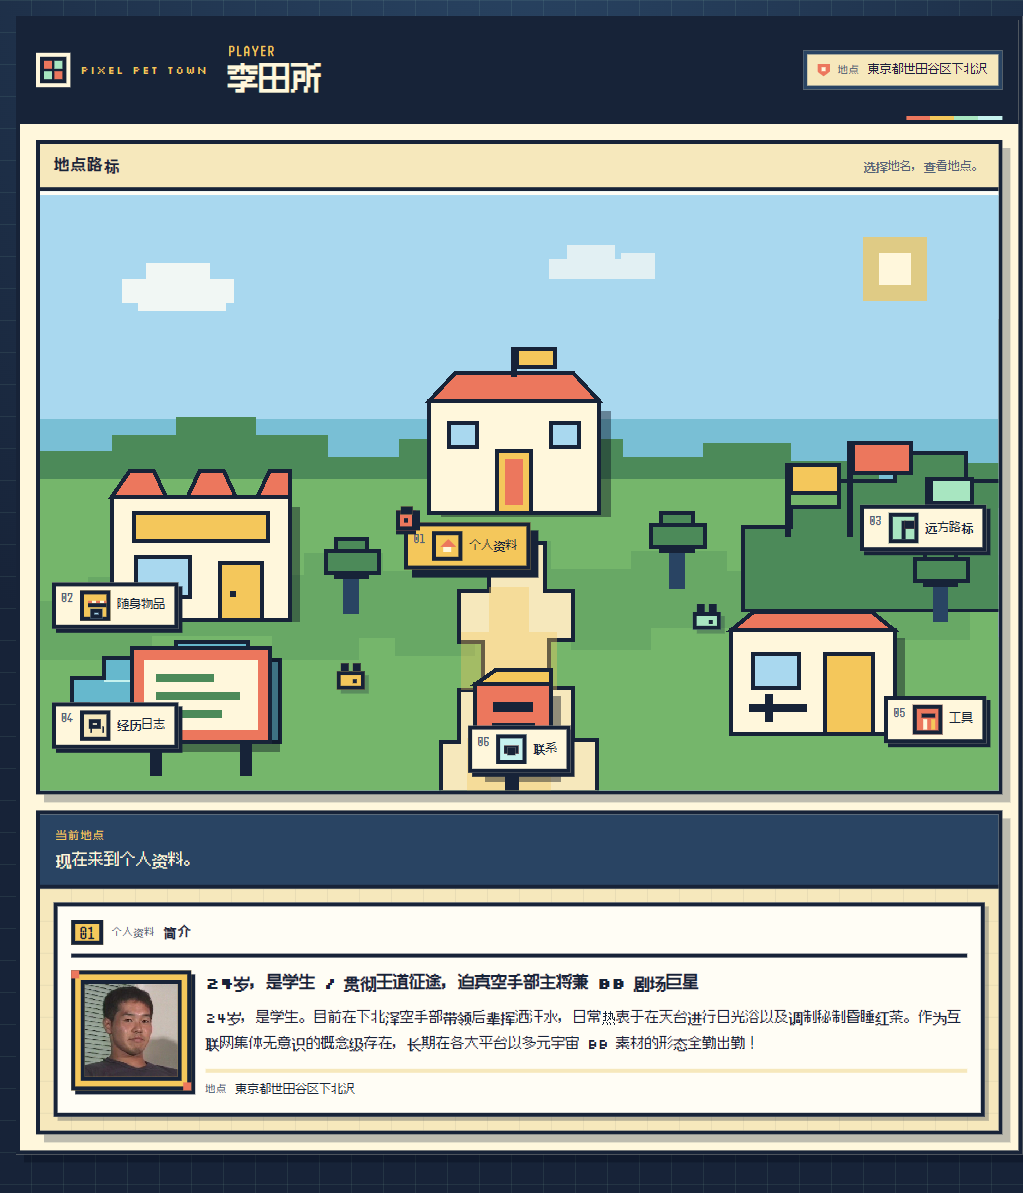 PIXEL PET TOWN
PLAYER
李田所
地点 東京都世田谷区下北沢
地点路标
选择地名，查看地点。
01 个人资料
03 远方路标
02 随身物品
04 经历日志
05 工具
06 联系
当前地点
现在来到个人资料。
01 个人资料 简介
24岁，是学生 / 贯彻王道征途，迫真空手部主将兼 BB 剧场巨星
24岁，是学生。目前在下北泽空手部带领后辈挥洒汗水，日常热衷于在天台进行日光浴以及调制秘制昏睡红茶。作为互
联网集体无意识的概念级存在，长期在各大平台以多元宇宙 BB 素材的形态全勤出勤！
地点 東京都世田谷区下北沢